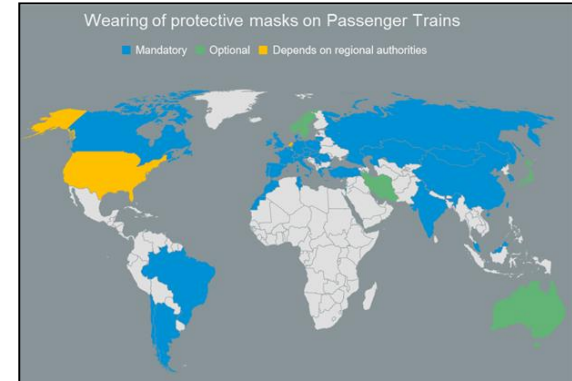 Wearing of protective masks on Passenger Trains
Mandatory Optional Depends on regional authorities